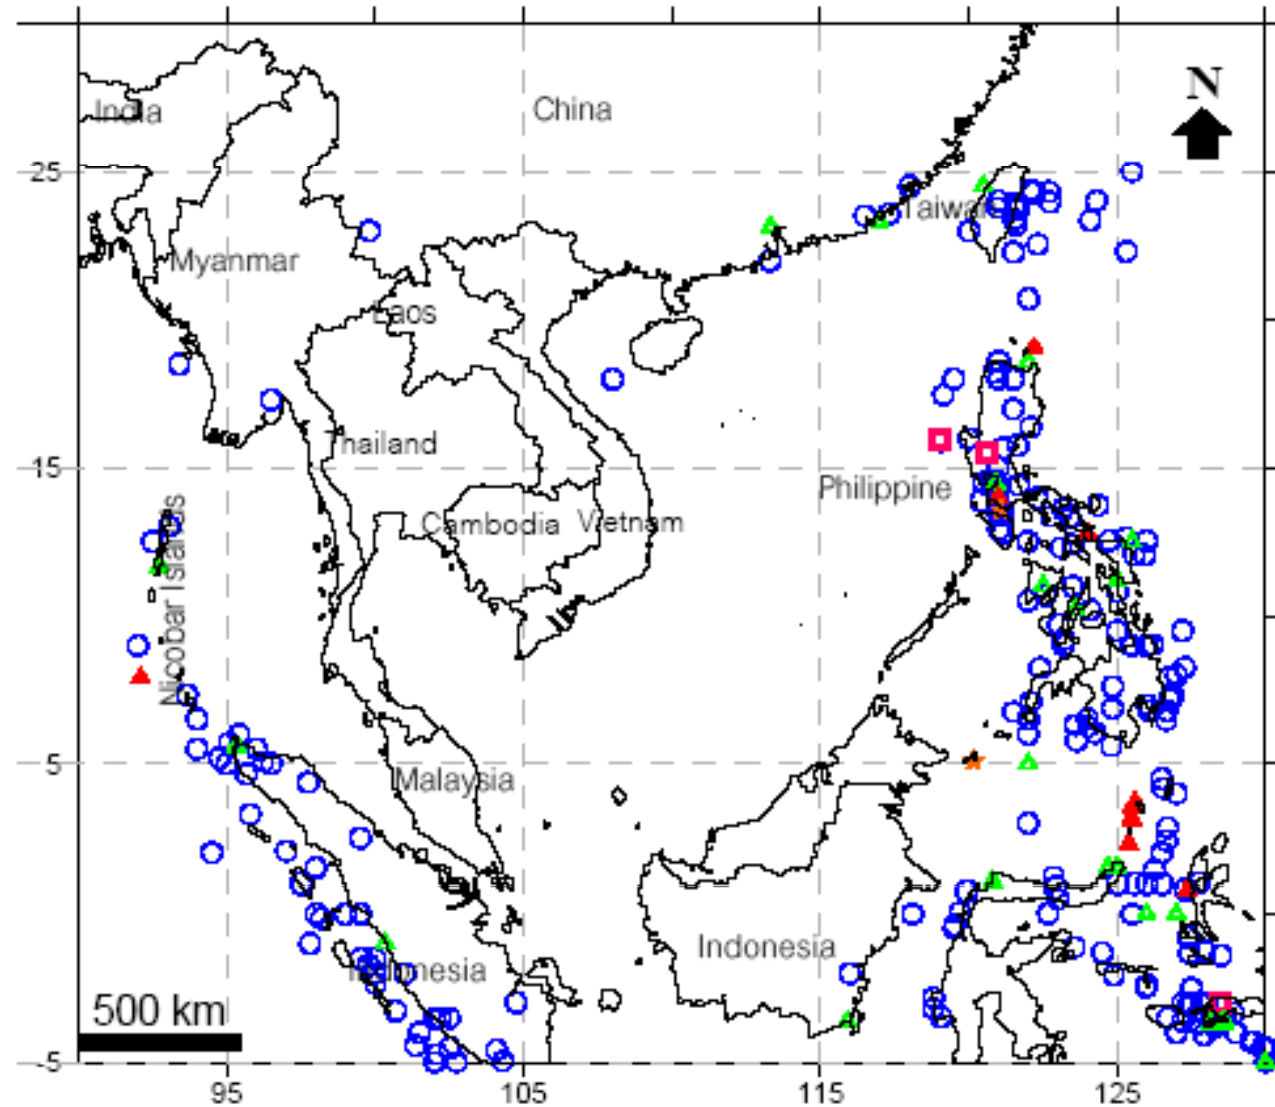 N
India
China
25
Taiwan
Myanmar
Laos
Thailand
15
Philippine
Cambodia
Vietnam
Nicobar Islands
5
Malaysia
Indonesia
Indonesia
500 km
-5
95
105
115
125